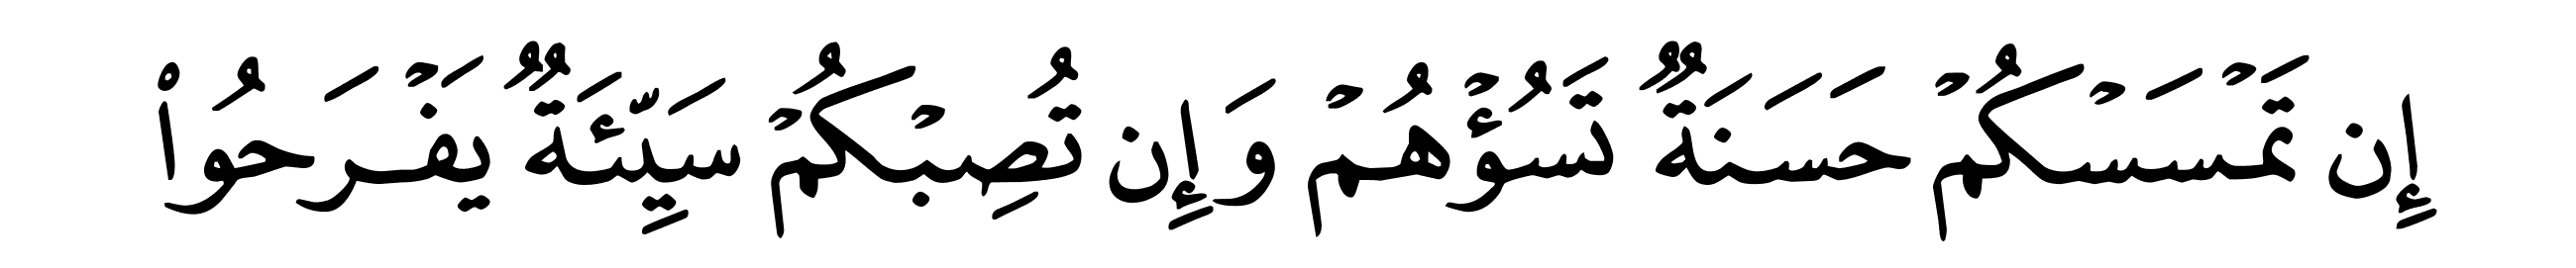 إِن تَمْسَسْكُمْ حَسَنَةٌ تَسُؤْهُمْ وَإِن تُصِبْكُمْ سَيِّئَةٌ يَفْرَحُوا۟